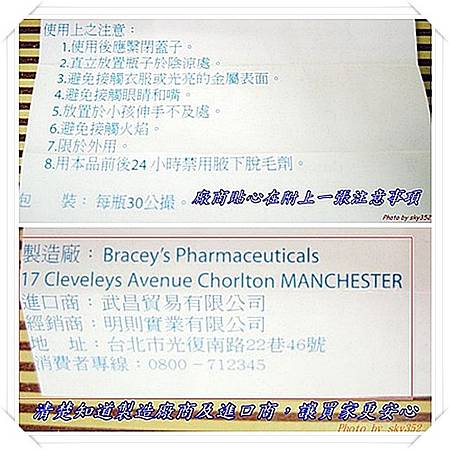 使用上之注意：
1.使用後應緊閉蓋子。
2.直立放置瓶子於陰涼處。
3.避免接觸衣服或光亮的金屬表面。
4.避免接觸眼睛和嘴。
5.放置於小孩伸手不及處。
6.避免接觸火焰。
7.限於外用。
8.用本品前後24小時禁用腋下脫毛劑。
包　裝：每瓶30公撮。
廠商貼心在附上一張注意事項
Photo by sky352
製造廠：Bracey's Pharmaceuticals
17 Cleveleys Avenue Chorlton MANCHESTER
進口商：武昌貿易有限公司
經銷商：明則實業有限公司
地　址：台北市光復南路22巷46號
消費者專線：0800－712345
清楚知道製造廠商及進口商，讓買家更安心
Photo by sky352